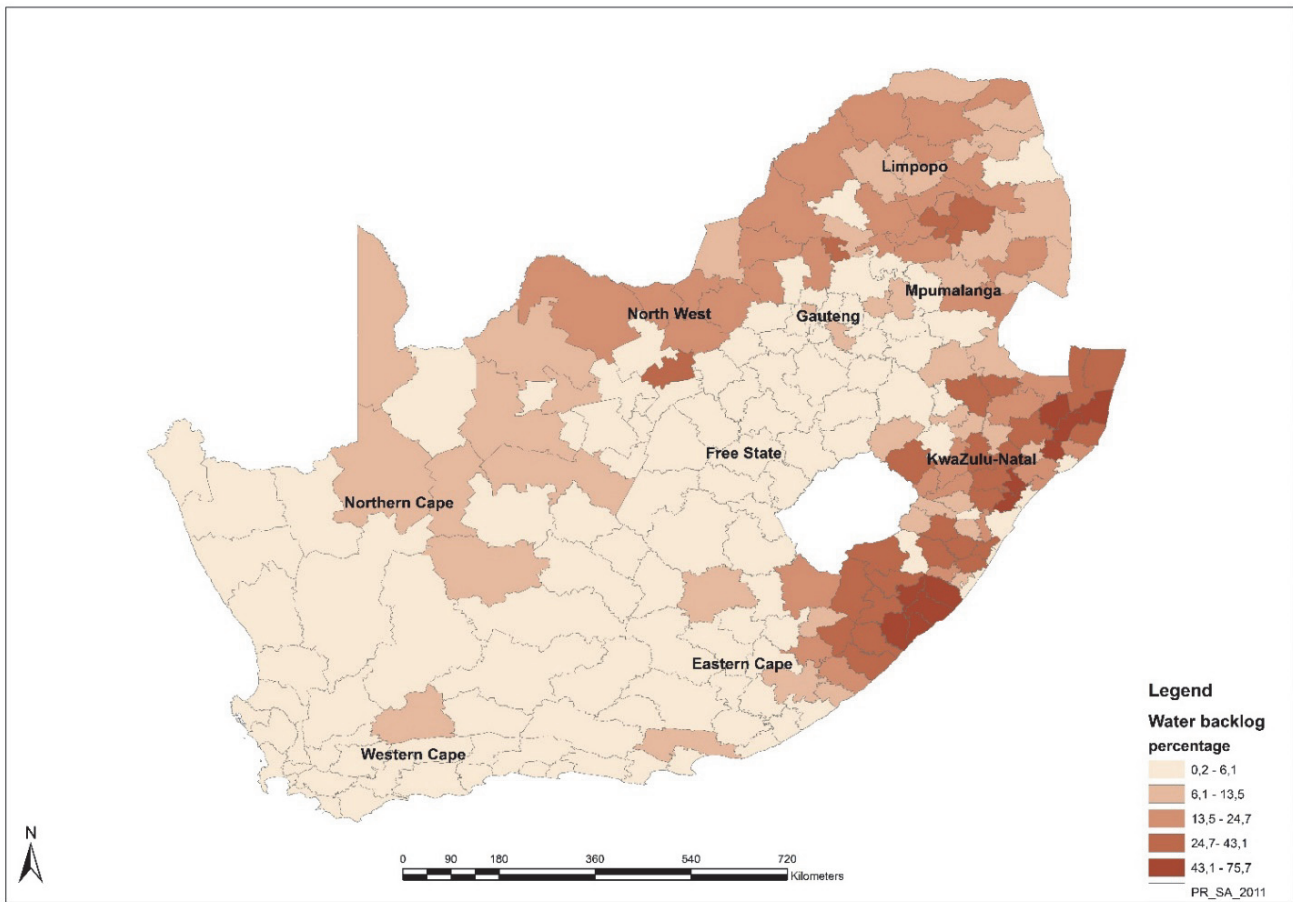 Limpopo
Mpumalanga
North West
Gauteng
Free State
KwaZulu-Natal
Northern Cape
Eastern Cape
Western Cape
Legend
Water backlog
percentage
0,2 - 6,1
6,1 - 13,5
13,5 - 24,7
24,7- 43,1
43,1 - 75,7
PR_SA_2011
N
0 90 180 360 540 720
Kilometers